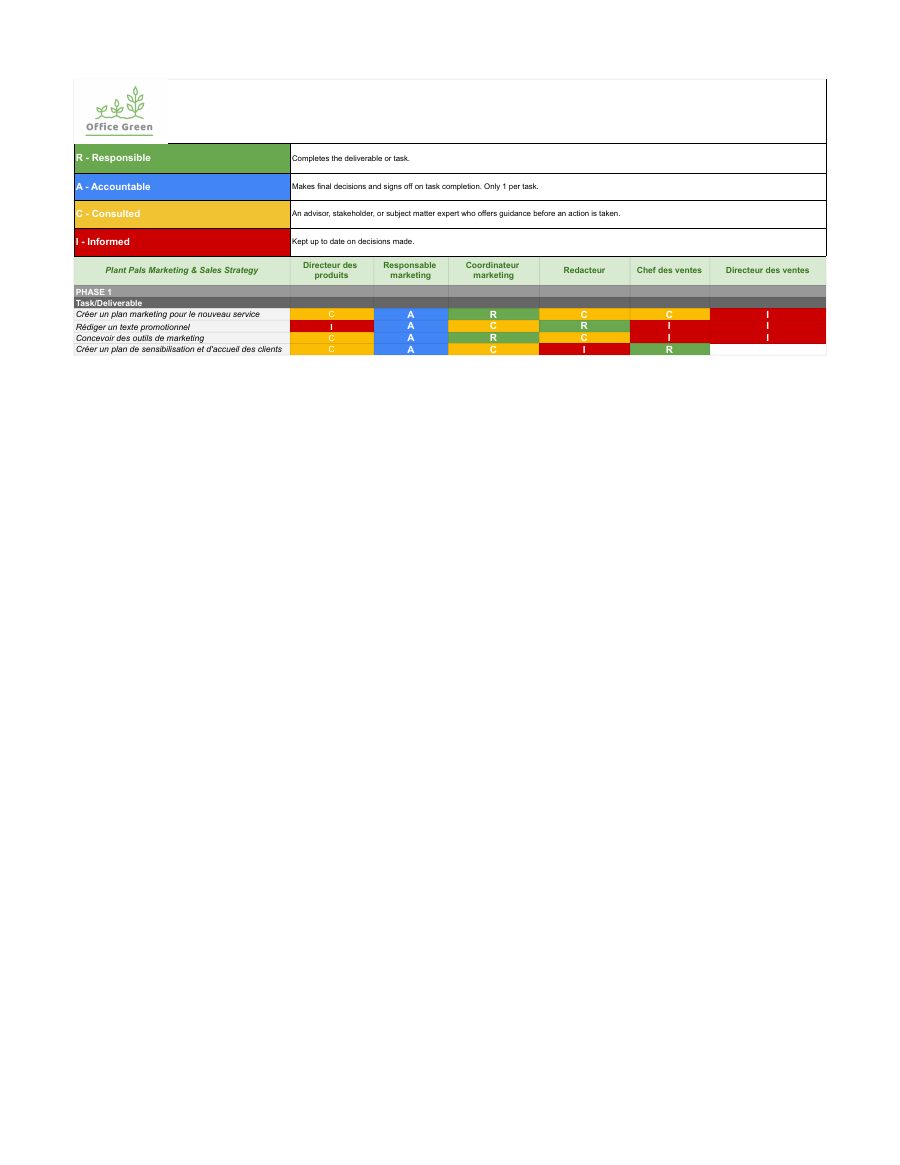 Office Green
R - Responsible Completes the deliverable or task.
A - Accountable Makes final decisions and signs off on task completion. Only 1 per task.
C - Consulted An advisor, stakeholder, or subject matter expert who offers guidance before an action is taken.
I - Informed Kept up to date on decisions made.
Plant Pals Marketing & Sales Strategy Directeur des produits Responsable marketing Coordinateur marketing Redacteur Chef des ventes Directeur des ventes
PHASE 1
Task/Deliverable
Créer un plan marketing pour le nouveau service C A R C C I
Rédiger un texte promotionnel I A C R I I
Concevoir des outils de marketing C A R C I I
Créer un plan de sensibilisation et d'accueil des clients C A C I R